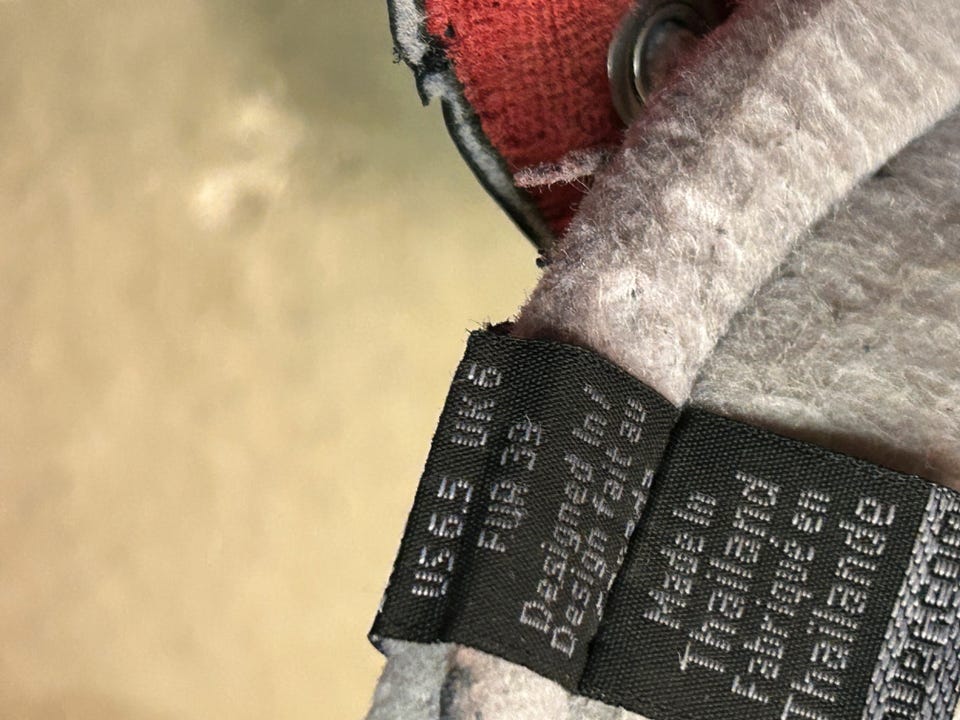 US 6.5 UK 6
EUR 39
Designed In/
Design fait au
Made In
Thailand
Fabriqué en
Thaïlande